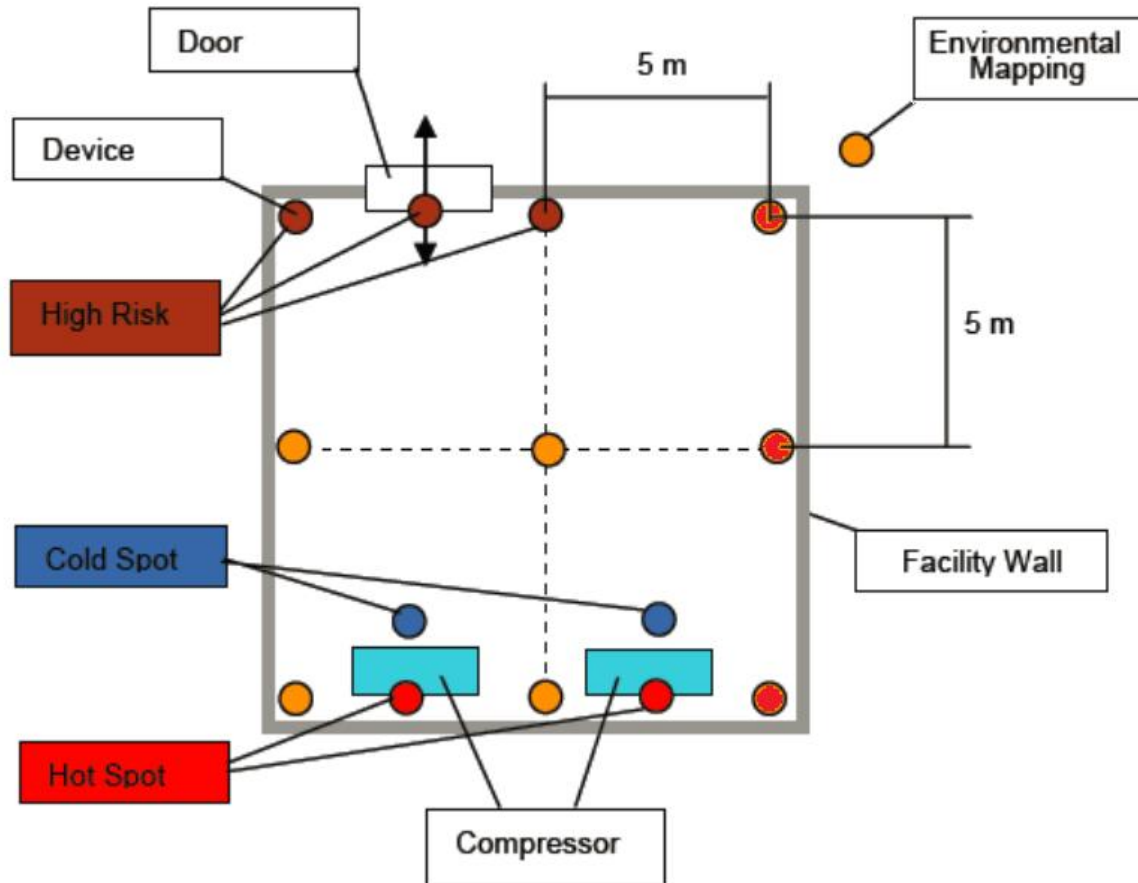 Door
5 m
Environmental
Mapping
Device
High Risk
5 m
Cold Spot
Facility Wall
Hot Spot
Compressor